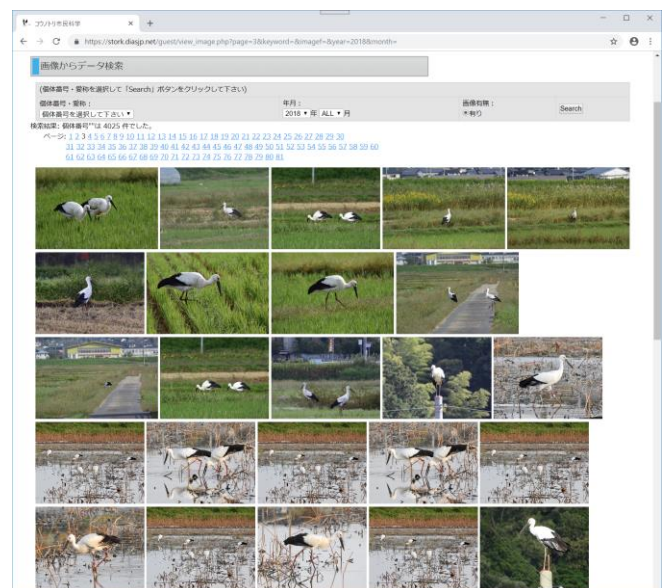 コウノトリ市民科学
https://stork.diasjp.net/guest/view_image.php?page=3&keyword=&imagef=&year=2018&month=
画像からデータ検索
(個体番号・愛称を選択して「Search」ボタンをクリックして下さい)
個体番号・愛称: 年月: 画像有無:
個体番号を選択して下さい 2018 年 ALL 月 有り Search
検索結果: 個体番号""は 4025 件でした。
ページ: 1 2 3 4 5 6 7 8 9 10 11 12 13 14 15 16 17 18 19 20 21 22 23 24 25 26 27 28 29 30
31 32 33 34 35 36 37 38 39 40 41 42 43 44 45 46 47 48 49 50 51 52 53 54 55 56 57 58 59 60
61 62 63 64 65 66 67 68 69 70 71 72 73 74 75 76 77 78 79 80 81